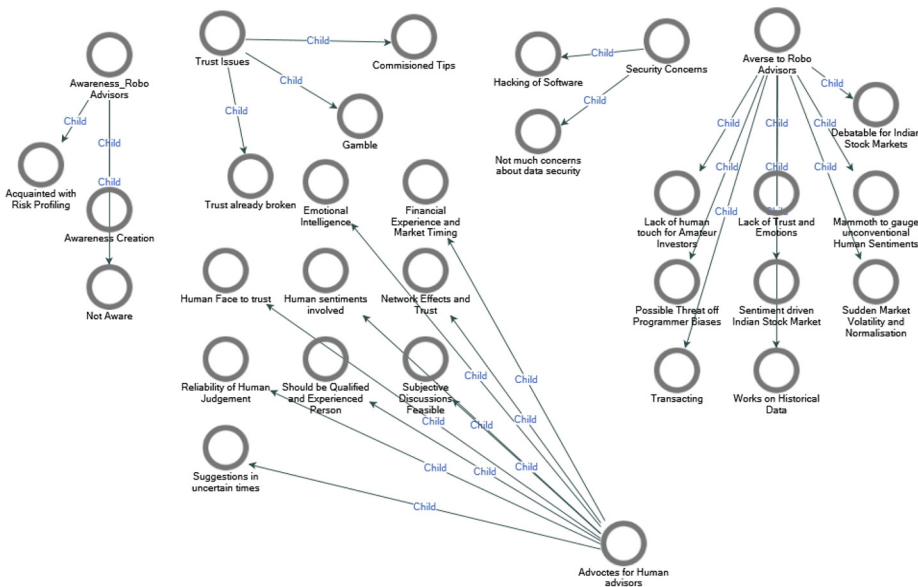 Awareness_Robo
Advisors
Child
Child
Acquainted with
Risk Profiling
Child
Awareness Creation
Not Aware
Trust Issues
Child
Commisioned Tips
Child
Gamble
Child
Trust already broken
Security Concerns
Child
Hacking of Software
Child
Not much concerns
about data security
Averse to Robo
Advisors
Child
Debatable for Indian
Stock Markets
Child
Child
Child
Lack of human
touch for Amateur
Investors
Lack of Trust and
Emotions
Mammoth to gauge
unconventional
Human Sentiments
Child
Child
Child
Child
Possible Threat off
Programmer Biases
Sentiment driven
Indian Stock Market
Sudden Market
Volatility and
Normalisation
Transacting
Works on Historical
Data
Emotional
Intelligence
Financial
Experience and
Market Timing
Human Face to trust
Human sentiments
involved
Network Effects and
Trust
Reliability of Human
Judgement
Should be Qualified
and Experienced
Person
Subjective
Discussions
Feasible
Suggestions in
uncertain times
Child
Child
Child
Child
Child
Child
Child
Child
Child
Advoctes for Human
advisors